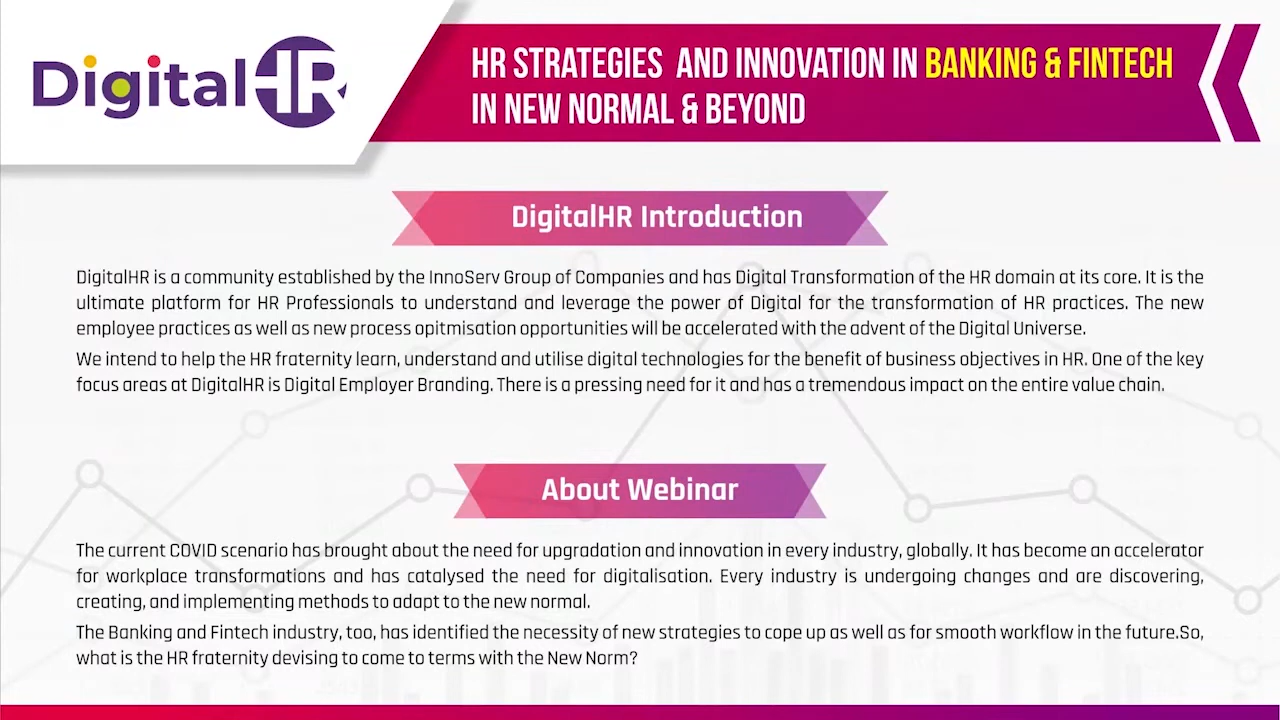 DigitalHR
HR STRATEGIES AND INNOVATION IN BANKING & FINTECH
IN NEW NORMAL & BEYOND
DigitalHR Introduction
DigitalHR is a community established by the InnoServ Group of Companies and has Digital Transformation of the HR domain at its core. It is the
ultimate platform for HR Professionals to understand and leverage the power of Digital for the transformation of HR practices. The new
employee practices as well as new process opitmisation opportunities will be accelerated with the advent of the Digital Universe.
We intend to help the HR fraternity learn, understand and utilise digital technologies for the benefit of business objectives in HR. One of the key
focus areas at DigitalHR is Digital Employer Branding. There is a pressing need for it and has a tremendous impact on the entire value chain.
About Webinar
The current COVID scenario has brought about the need for upgradation and innovation in every industry, globally. It has become an accelerator
for workplace transformations and has catalysed the need for digitalisation. Every industry is undergoing changes and are discovering,
creating, and implementing methods to adapt to the new normal.
The Banking and Fintech industry, too, has identified the necessity of new strategies to cope up as well as for smooth workflow in the future.So,
what is the HR fraternity devising to come to terms with the New Norm?